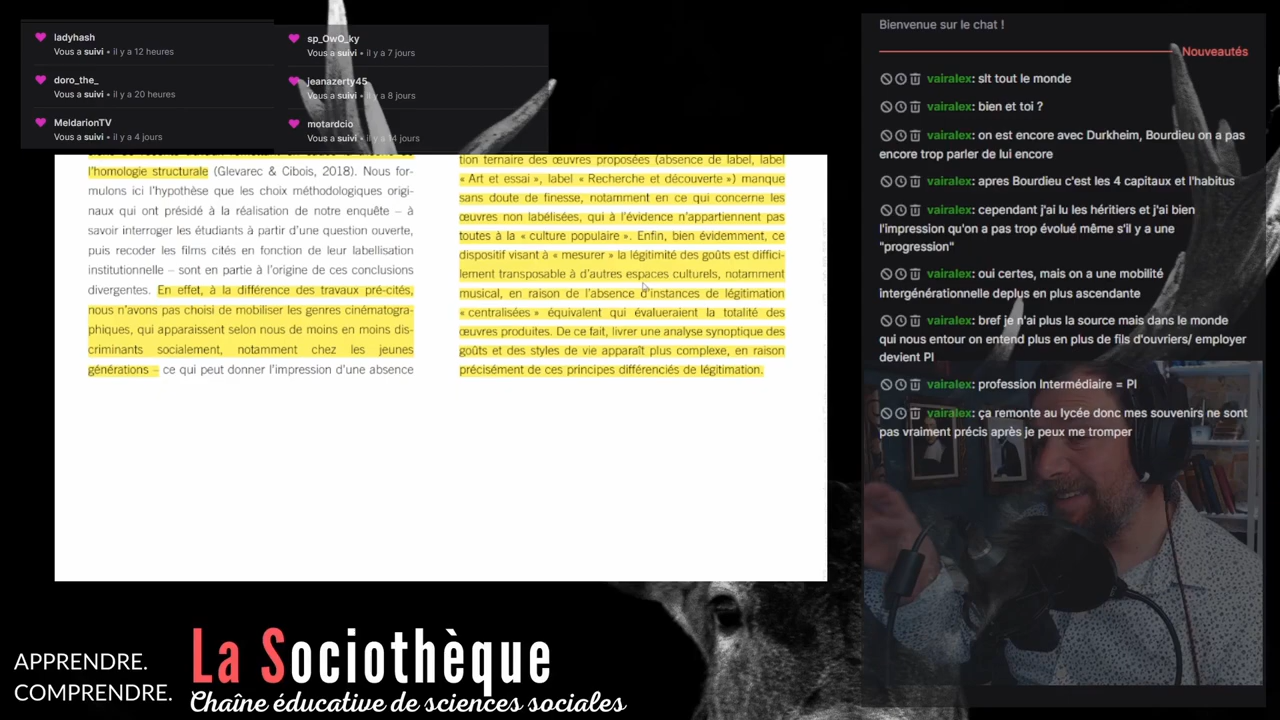 ladyhash
Vous a suivi • il y a 12 heures
doro_the_
Vous a suivi • il y a 20 heures
MeldarionTV
Vous a suivi • il y a 4 jours
sp_OwO_ky
Vous a suivi • il y a 7 jours
jeanazerty45
Vous a suivi • il y a 8 jours
motardcio
Vous a suivi • il y a 14 jours
l'homologie structurale (Glevarec & Cibois, 2018). Nous for-
mulons ici l'hypothèse que les choix méthodologiques origi-
naux qui ont présidé à la réalisation de notre enquête – à
savoir interroger les étudiants à partir d'une question ouverte,
puis recoder les films cités en fonction de leur labellisation
institutionnelle – sont en partie à l'origine de ces conclusions
divergentes. En effet, à la différence des travaux pré-cités,
nous n'avons pas choisi de mobiliser les genres cinématogra-
phiques, qui apparaissent selon nous de moins en moins dis-
criminants socialement, notamment chez les jeunes
générations – ce qui peut donner l'impression d'une absence
tion ternaire des œuvres proposées (absence de label, label
« Art et essai », label « Recherche et découverte ») manque
sans doute de finesse, notamment en ce qui concerne les
œuvres non labélisées, qui à l'évidence n'appartiennent pas
toutes à la « culture populaire ». Enfin, bien évidemment, ce
dispositif visant à « mesurer » la légitimité des goûts est diffici-
lement transposable à d'autres espaces culturels, notamment
musical, en raison de l'absence d'instances de légitimation
« centralisées » équivalent qui évalueraient la totalité des
œuvres produites. De ce fait, livrer une analyse synoptique des
goûts et des styles de vie apparaît plus complexe, en raison
précisément de ces principes différenciés de légitimation.
Bienvenue sur le chat !
Nouveautés
vairalex: slt tout le monde
vairalex: bien et toi ?
vairalex: on est encore avec Durkheim, Bourdieu on a pas
encore trop parler de lui encore
vairalex: apres Bourdieu c'est les 4 capitaux et l'habitus
vairalex: cependant j'ai lu les héritiers et j'ai bien
l'impression qu'on a pas trop évolué même s'il y a une
"progression"
vairalex: oui certes, mais on a une mobilité
intergénérationnelle deplus en plus ascendante
vairalex: bref je n'ai plus la source mais dans le monde
qui nous entour on entend plus en plus de fils d'ouvriers/ employer
devient PI
vairalex: profession Intermédiaire = PI
vairalex: ça remonte au lycée donc mes souvenirs ne sont
pas vraiment précis après je peux me tromper
APPRENDRE.
COMPRENDRE.
La Sociothèque
Chaîne éducative de sciences sociales